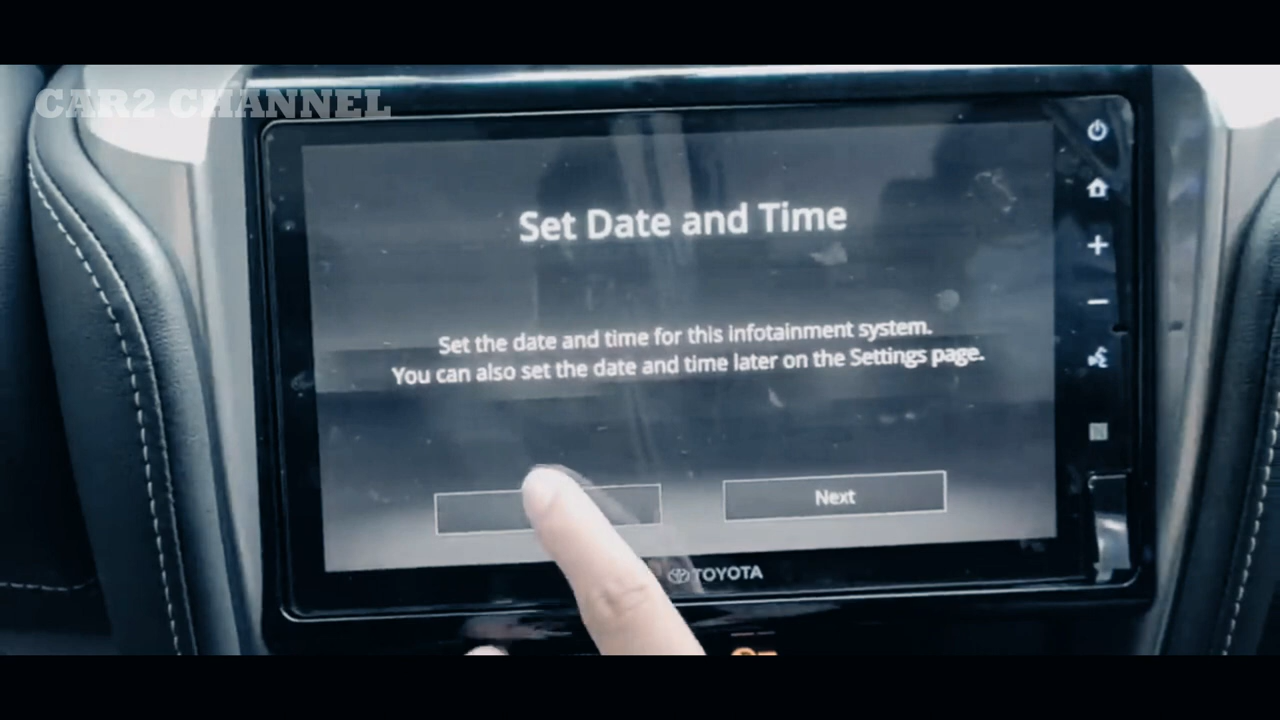 CAR2 CHANNEL
Set Date and Time
Set the date and time for this infotainment system.
You can also set the date and time later on the Settings page.
Next
TOYOTA